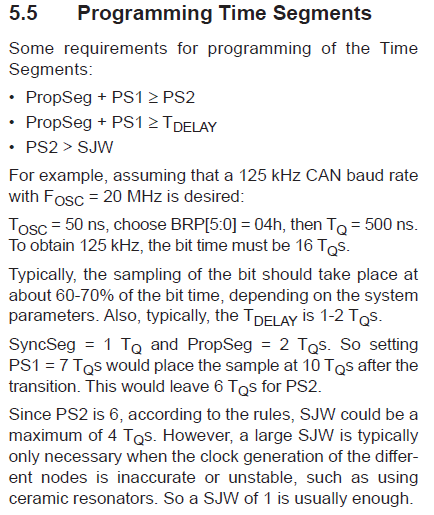 5.5 Programming Time Segments
Some requirements for programming of the Time
Segments:
• PropSeg + PS1 ≥ PS2
• PropSeg + PS1 ≥ TDELAY
• PS2 > SJW
For example, assuming that a 125 kHz CAN baud rate
with FOSC = 20 MHz is desired:
TOSC = 50 ns, choose BRP[5:0] = 04h, then TQ = 500 ns.
To obtain 125 kHz, the bit time must be 16 TQs.
Typically, the sampling of the bit should take place at
about 60-70% of the bit time, depending on the system
parameters. Also, typically, the TDELAY is 1-2 TQs.
SyncSeg = 1 TQ and PropSeg = 2 TQs. So setting
PS1 = 7 TQs would place the sample at 10 TQs after the
transition. This would leave 6 TQs for PS2.
Since PS2 is 6, according to the rules, SJW could be a
maximum of 4 TQs. However, a large SJW is typically
only necessary when the clock generation of the differ-
ent nodes is inaccurate or unstable, such as using
ceramic resonators. So a SJW of 1 is usually enough.